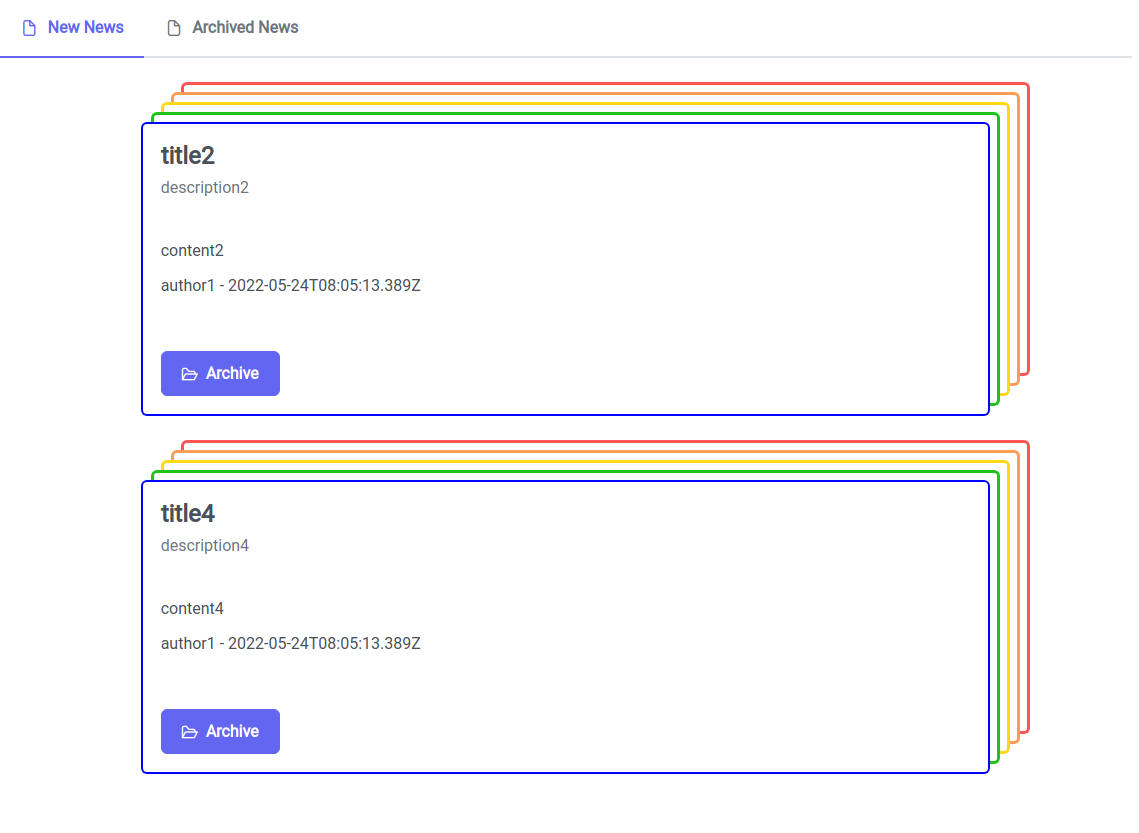 New News
Archived News
title2
description2
content2
author1 - 2022-05-24T08:05:13.389Z
Archive
title4
description4
content4
author1 - 2022-05-24T08:05:13.389Z
Archive